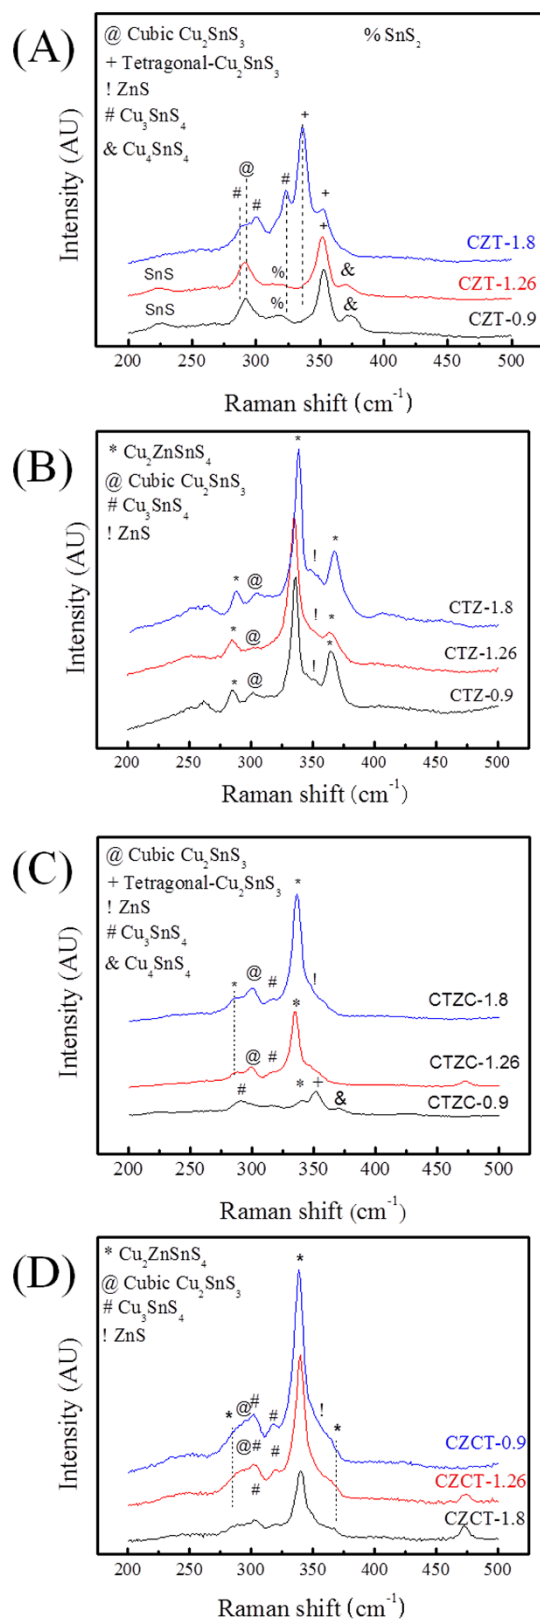 (A)
@ Cubic Cu₂SnS₃
% SnS₂
+ Tetragonal-Cu₂SnS₃
! ZnS
# Cu₃SnS₄
& Cu₄SnS₄
+
@
# # #
+
CZT-1.8
SnS % + &
CZT-1.26
SnS % &
CZT-0.9
200 250 300 350 400 450 500
Raman shift (cm⁻¹)
Intensity (AU)
(B)
* Cu₂ZnSnS₄
@ Cubic Cu₂SnS₃
# Cu₃SnS₄
! ZnS
*
* @ ! *
CTZ-1.8
* @ ! *
CTZ-1.26
* @ ! *
CTZ-0.9
200 250 300 350 400 450 500
Raman shift (cm⁻¹)
Intensity (AU)
(C)
@ Cubic Cu₂SnS₃
+ Tetragonal-Cu₂SnS₃
! ZnS
# Cu₃SnS₄
& Cu₄SnS₄
*
* @ # !
CTZC-1.8
@ # *
CTZC-1.26
# * + &
CTZC-0.9
200 250 300 350 400 450 500
Raman shift (cm⁻¹)
Intensity (AU)
(D)
* Cu₂ZnSnS₄
@ Cubic Cu₂SnS₃
# Cu₃SnS₄
! ZnS
*
* @ # # ! *
CZCT-0.9
@ # #
CZCT-1.26
#
CZCT-1.8
200 250 300 350 400 450 500
Raman shift (cm⁻¹)
Intensity (AU)